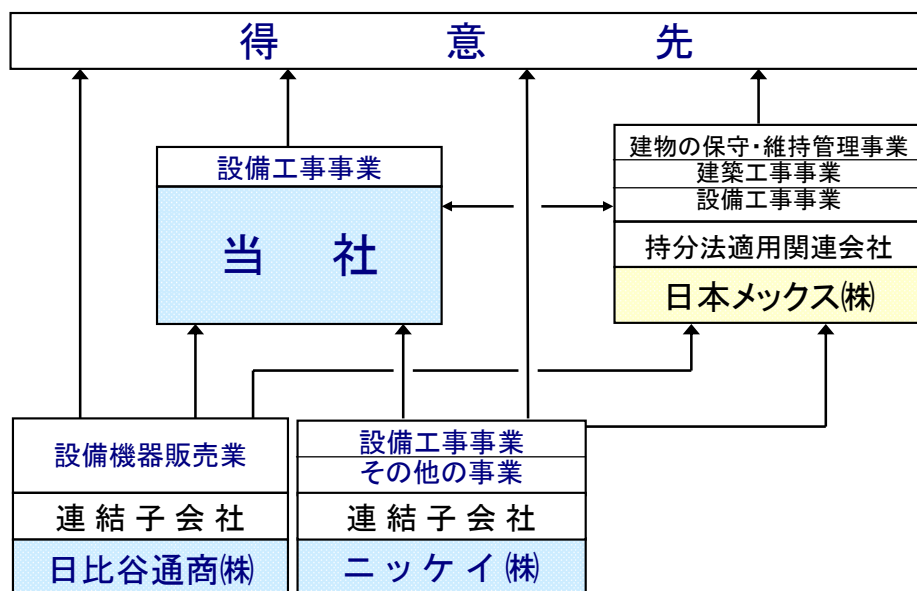 得意先
設備工事事業
当社
建物の保守・維持管理事業
建築工事事業
設備工事事業
持分法適用関連会社
日本メックス㈱
設備機器販売業
連結子会社
日比谷通商㈱
設備工事事業
その他の事業
連結子会社
ニッケイ㈱